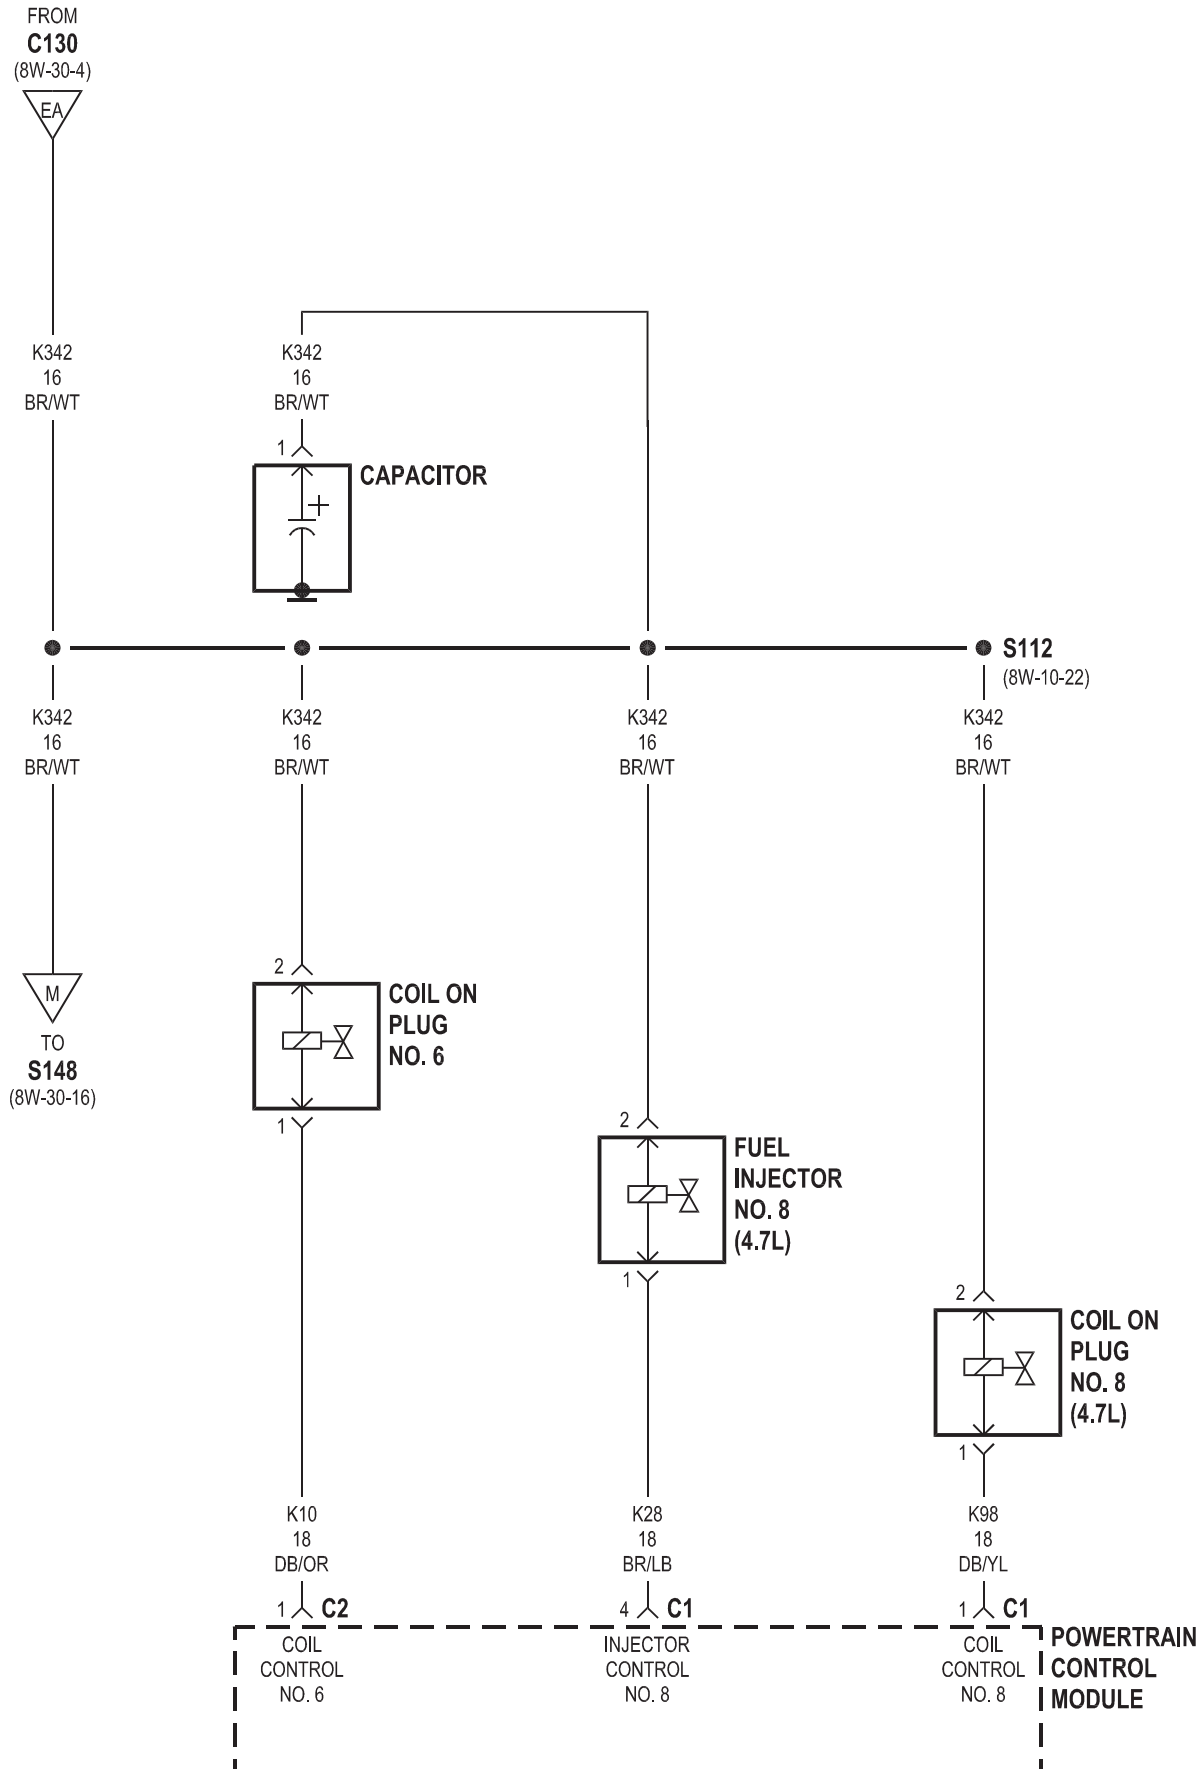 FROM
C130
(8W-30-4)
EA
K342
16
BR/WT
K342
16
BR/WT
1
CAPACITOR
+
S112
(8W-10-22)
K342
16
BR/WT
K342
16
BR/WT
K342
16
BR/WT
K342
16
BR/WT
M
TO
S148
(8W-30-16)
2
COIL ON
PLUG
NO. 6
1
2
FUEL
INJECTOR
NO. 8
(4.7L)
1
2
COIL ON
PLUG
NO. 8
(4.7L)
1
K10
18
DB/OR
K28
18
BR/LB
K98
18
DB/YL
1
C2
4
C1
1
C1
COIL
CONTROL
NO. 6
INJECTOR
CONTROL
NO. 8
COIL
CONTROL
NO. 8
POWERTRAIN
CONTROL
MODULE